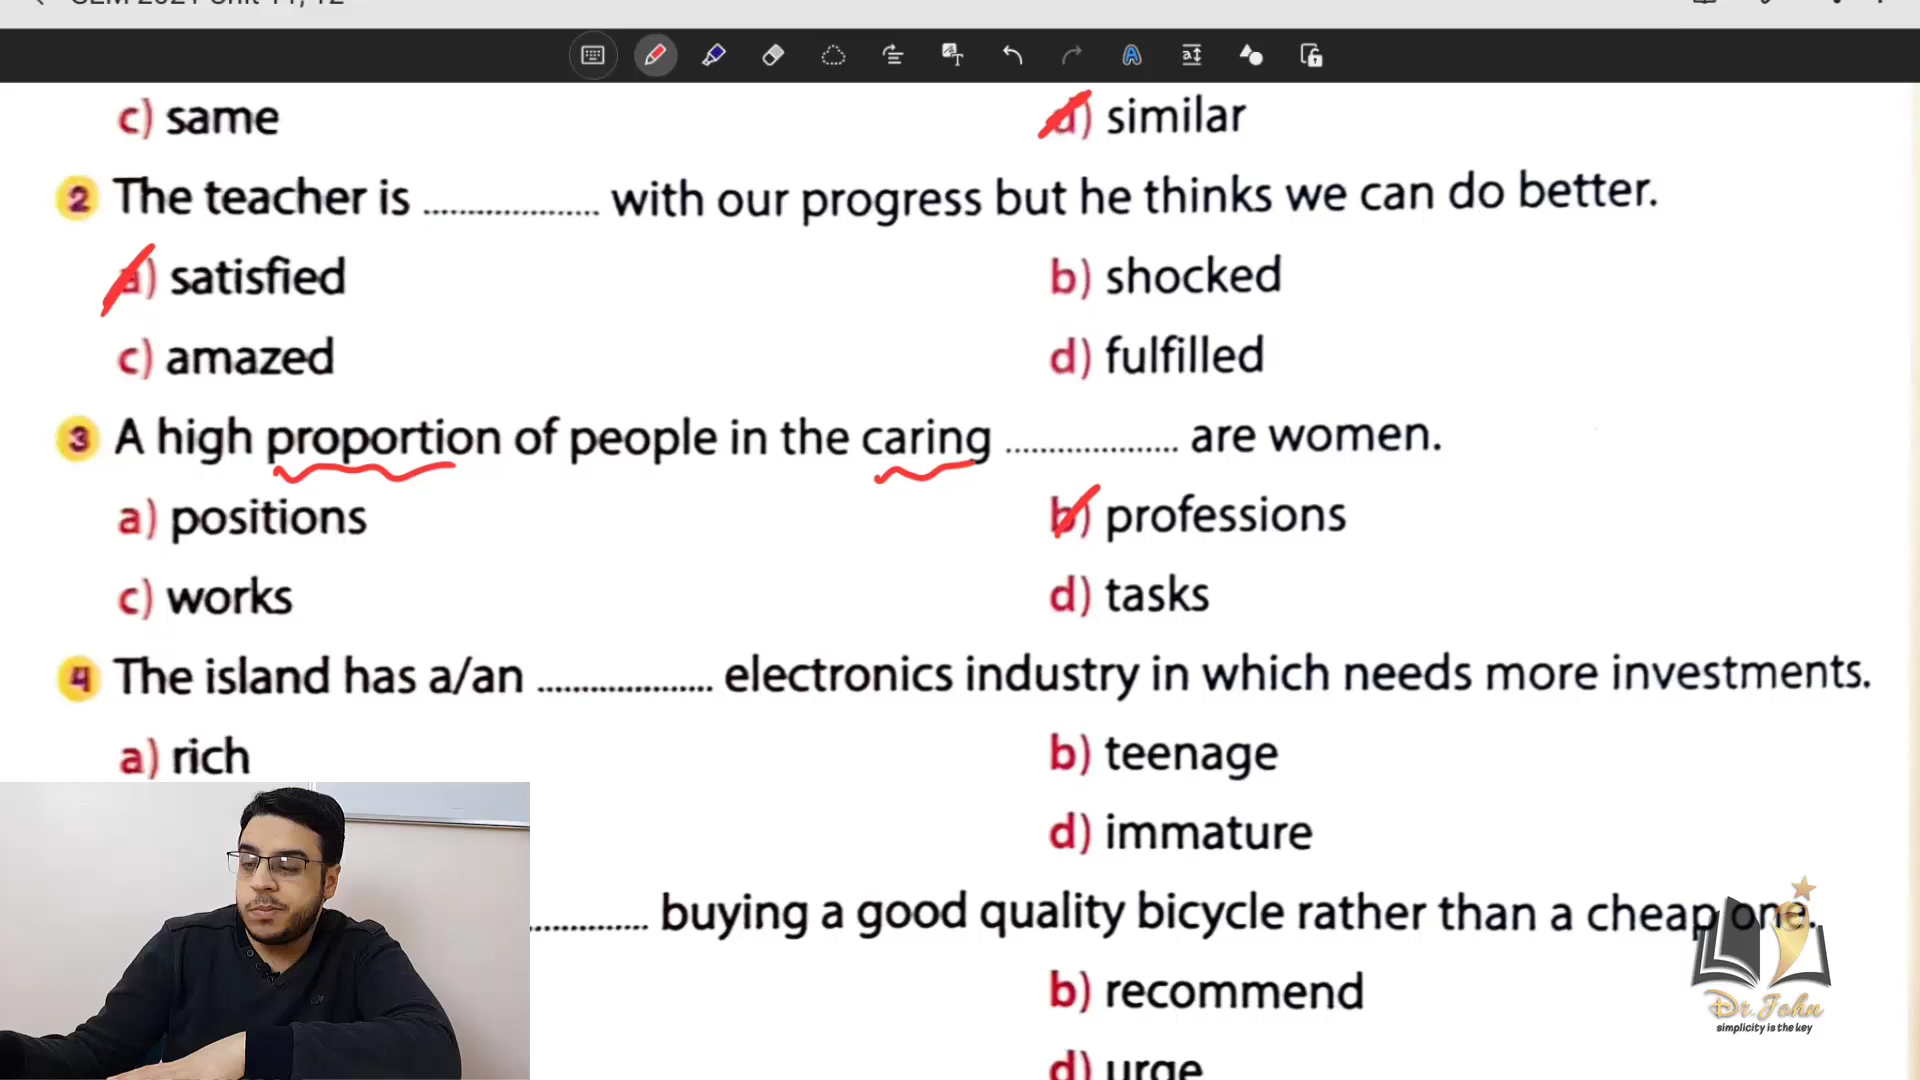 c) same
d) similar
2 The teacher is .................... with our progress but he thinks we can do better.
a) satisfied
b) shocked
c) amazed
d) fulfilled
3 A high proportion of people in the caring .................... are women.
a) positions
b) professions
c) works
d) tasks
4 The island has a/an .................... electronics industry in which needs more investments.
a) rich
b) teenage
d) immature
.............. buying a good quality bicycle rather than a cheap one.
b) recommend
d) urge
Dr. John
simplicity is the key